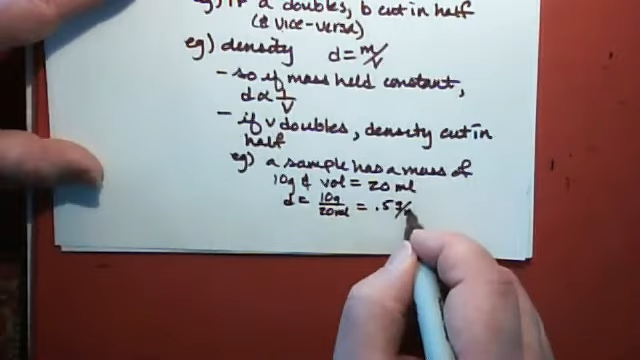 eg) if a doubles, b cut in half
(& vice-versa)
eg) density d = m/v
- so if mass held constant,
d ∝ 1/V
- if v doubles, density cut in
half
eg) a sample has a mass of
10g & vol = 20 ml
d = 10g/20ml = .5 g/